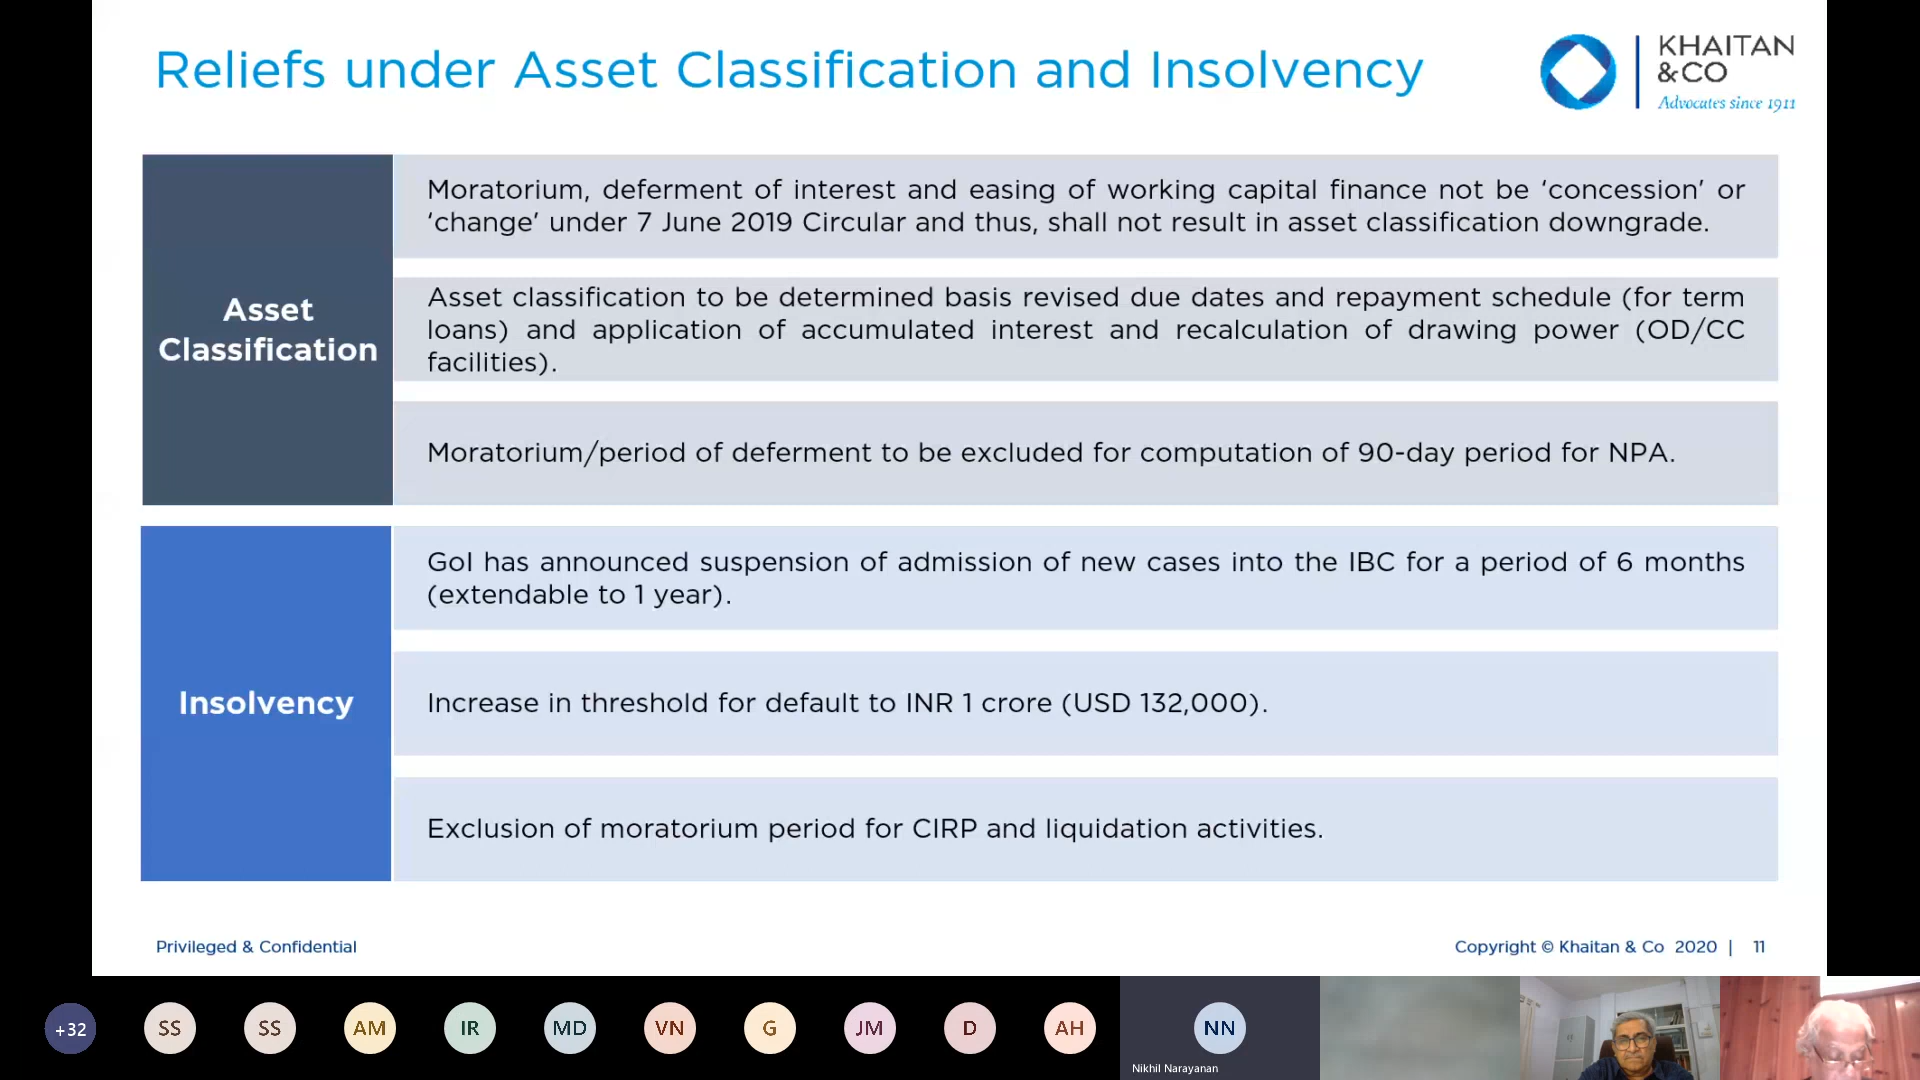 Reliefs under Asset Classification and Insolvency
KHAITAN
&CO
Advocates since 1911
Asset
Classification
Moratorium, deferment of interest and easing of working capital finance not be ‘concession’ or
‘change’ under 7 June 2019 Circular and thus, shall not result in asset classification downgrade.
Asset classification to be determined basis revised due dates and repayment schedule (for term
loans) and application of accumulated interest and recalculation of drawing power (OD/CC
facilities).
Moratorium/period of deferment to be excluded for computation of 90-day period for NPA.
Insolvency
GoI has announced suspension of admission of new cases into the IBC for a period of 6 months
(extendable to 1 year).
Increase in threshold for default to INR 1 crore (USD 132,000).
Exclusion of moratorium period for CIRP and liquidation activities.
Privileged & Confidential
Copyright © Khaitan & Co 2020 | 11
+32 SS SS AM IR MD VN G JM D AH NN
Nikhil Narayanan